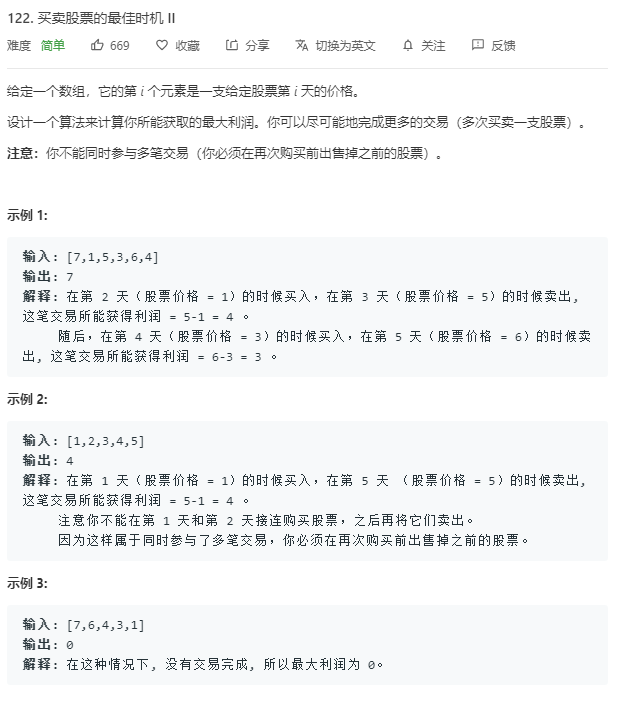 122. 买卖股票的最佳时机 II
难度 简单 669 收藏 分享 切换为英文 关注 反馈
给定一个数组，它的第 i 个元素是一支给定股票第 i 天的价格。
设计一个算法来计算你所能获取的最大利润。你可以尽可能地完成更多的交易（多次买卖一支股票）。
注意：你不能同时参与多笔交易（你必须在再次购买前出售掉之前的股票）。
示例 1:
输入: [7,1,5,3,6,4]
输出: 7
解释: 在第 2 天（股票价格 = 1）的时候买入，在第 3 天（股票价格 = 5）的时候卖出,
这笔交易所能获得利润 = 5-1 = 4 。
随后，在第 4 天（股票价格 = 3）的时候买入，在第 5 天（股票价格 = 6）的时候卖
出, 这笔交易所能获得利润 = 6-3 = 3 。
示例 2:
输入: [1,2,3,4,5]
输出: 4
解释: 在第 1 天（股票价格 = 1）的时候买入，在第 5 天 （股票价格 = 5）的时候卖出,
这笔交易所能获得利润 = 5-1 = 4 。
注意你不能在第 1 天和第 2 天接连购买股票，之后再将它们卖出。
因为这样属于同时参与了多笔交易，你必须在再次购买前出售掉之前的股票。
示例 3:
输入: [7,6,4,3,1]
输出: 0
解释: 在这种情况下, 没有交易完成, 所以最大利润为 0。